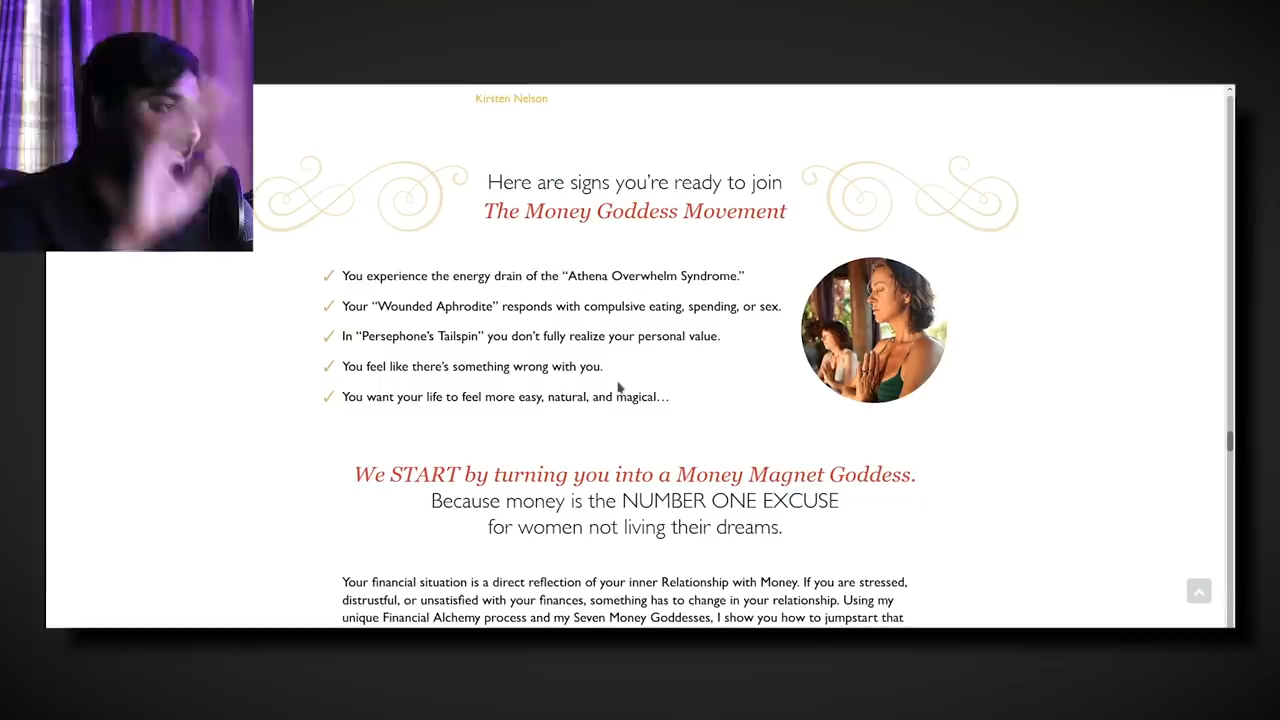 Kirsten Nelson
Here are signs you’re ready to join
The Money Goddess Movement
✓ You experience the energy drain of the “Athena Overwhelm Syndrome.”
✓ Your “Wounded Aphrodite” responds with compulsive eating, spending, or sex.
✓ In “Persephone’s Tailspin” you don’t fully realize your personal value.
✓ You feel like there’s something wrong with you.
✓ You want your life to feel more easy, natural, and magical…
We START by turning you into a Money Magnet Goddess.
Because money is the NUMBER ONE EXCUSE
for women not living their dreams.
Your financial situation is a direct reflection of your inner Relationship with Money. If you are stressed,
distrustful, or unsatisfied with your finances, something has to change in your relationship. Using my
unique Financial Alchemy process and my Seven Money Goddesses, I show you how to jumpstart that